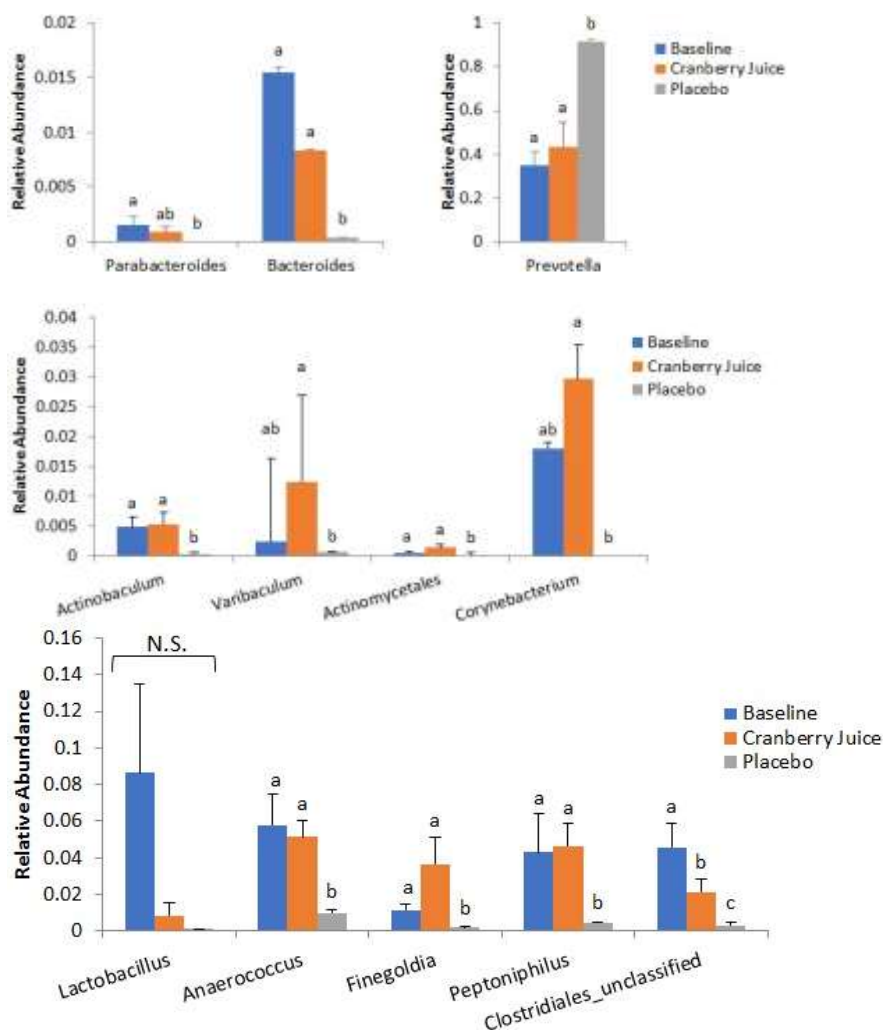 0.02
0.015
0.01
0.005
0
Relative Abundance
a
ab
b
a
a
b
Parabacteroides
Bacteroides
1
0.8
0.6
0.4
0.2
0
Relative Abundance
a
a
b
Prevotella
Baseline
Cranberry Juice
Placebo
0.04
0.035
0.03
0.025
0.02
0.015
0.01
0.005
0
Relative Abundance
a
a
b
ab
a
b
a
a
b
ab
a
b
Actinobaculum
Varibaculum
Actinomycetales
Corynebacterium
Baseline
Cranberry Juice
Placebo
0.16
0.14
0.12
0.1
0.08
0.06
0.04
0.02
0
Relative Abundance
N.S.
a
a
b
a
a
b
a
a
b
a
b
c
Lactobacillus
Anaerococcus
Finegoldia
Peptoniphilus
Clostridiales_unclassified
Baseline
Cranberry Juice
Placebo